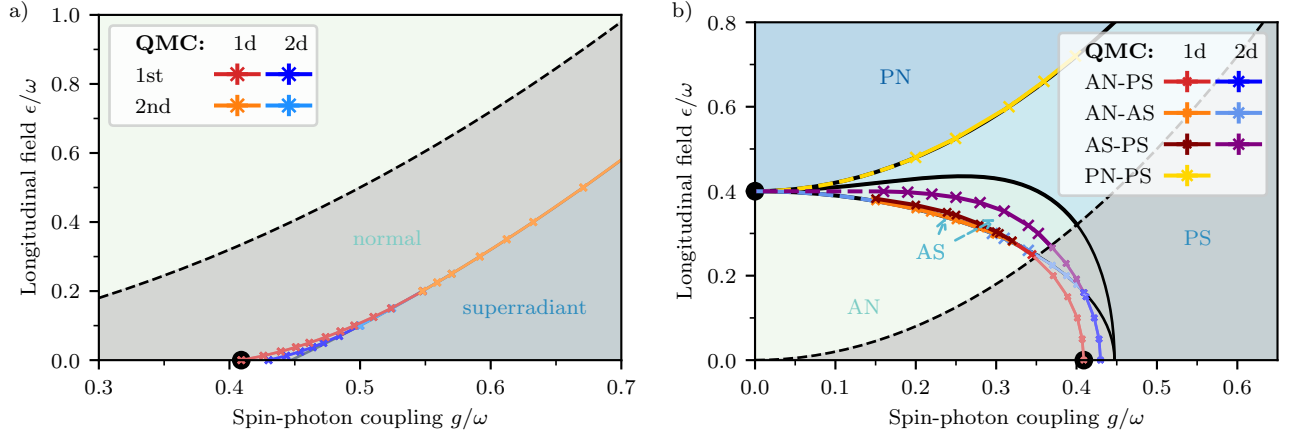 a)
1.0
0.8
0.6
0.4
0.2
0.0
Longitudinal field ϵ/ω
QMC: 1d 2d
1st
2nd
normal
superradiant
0.3 0.4 0.5 0.6 0.7
Spin-photon coupling g/ω
b)
0.8
0.6
0.4
0.2
0.0
Longitudinal field ϵ/ω
QMC: 1d 2d
AN-PS
AN-AS
AS-PS
PN-PS
PN
AS
PS
AN
0.0 0.1 0.2 0.3 0.4 0.5 0.6
Spin-photon coupling g/ω